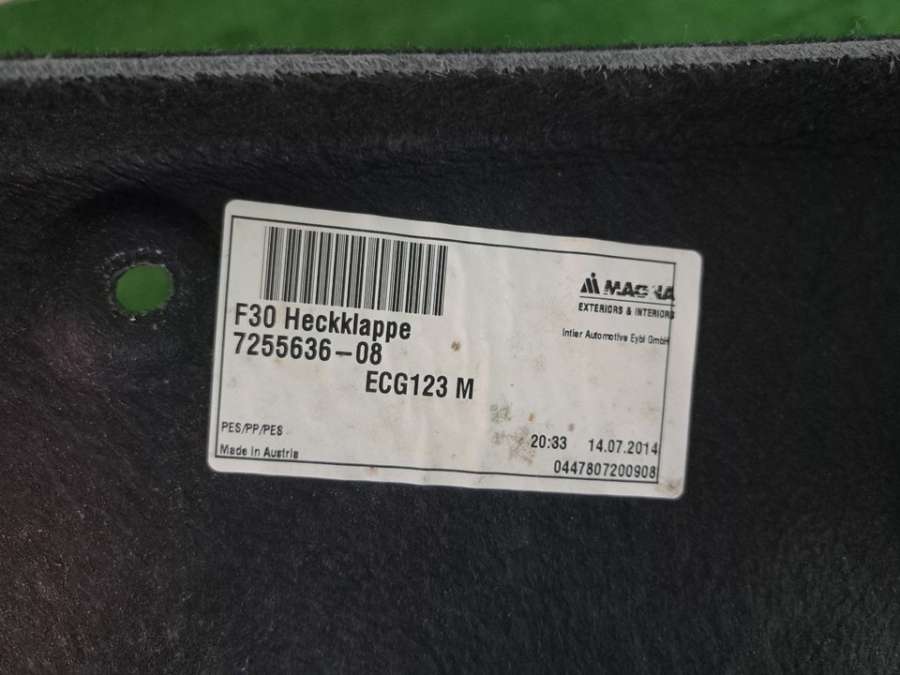 MAGNA
EXTERIORS & INTERIORS
Intier Automotive Eybl GmbH
F30 Heckklappe
7255636-08
ECG123 M
PES/PP/PES
Made in Austria
20:33 14.07.2014
0447807200908